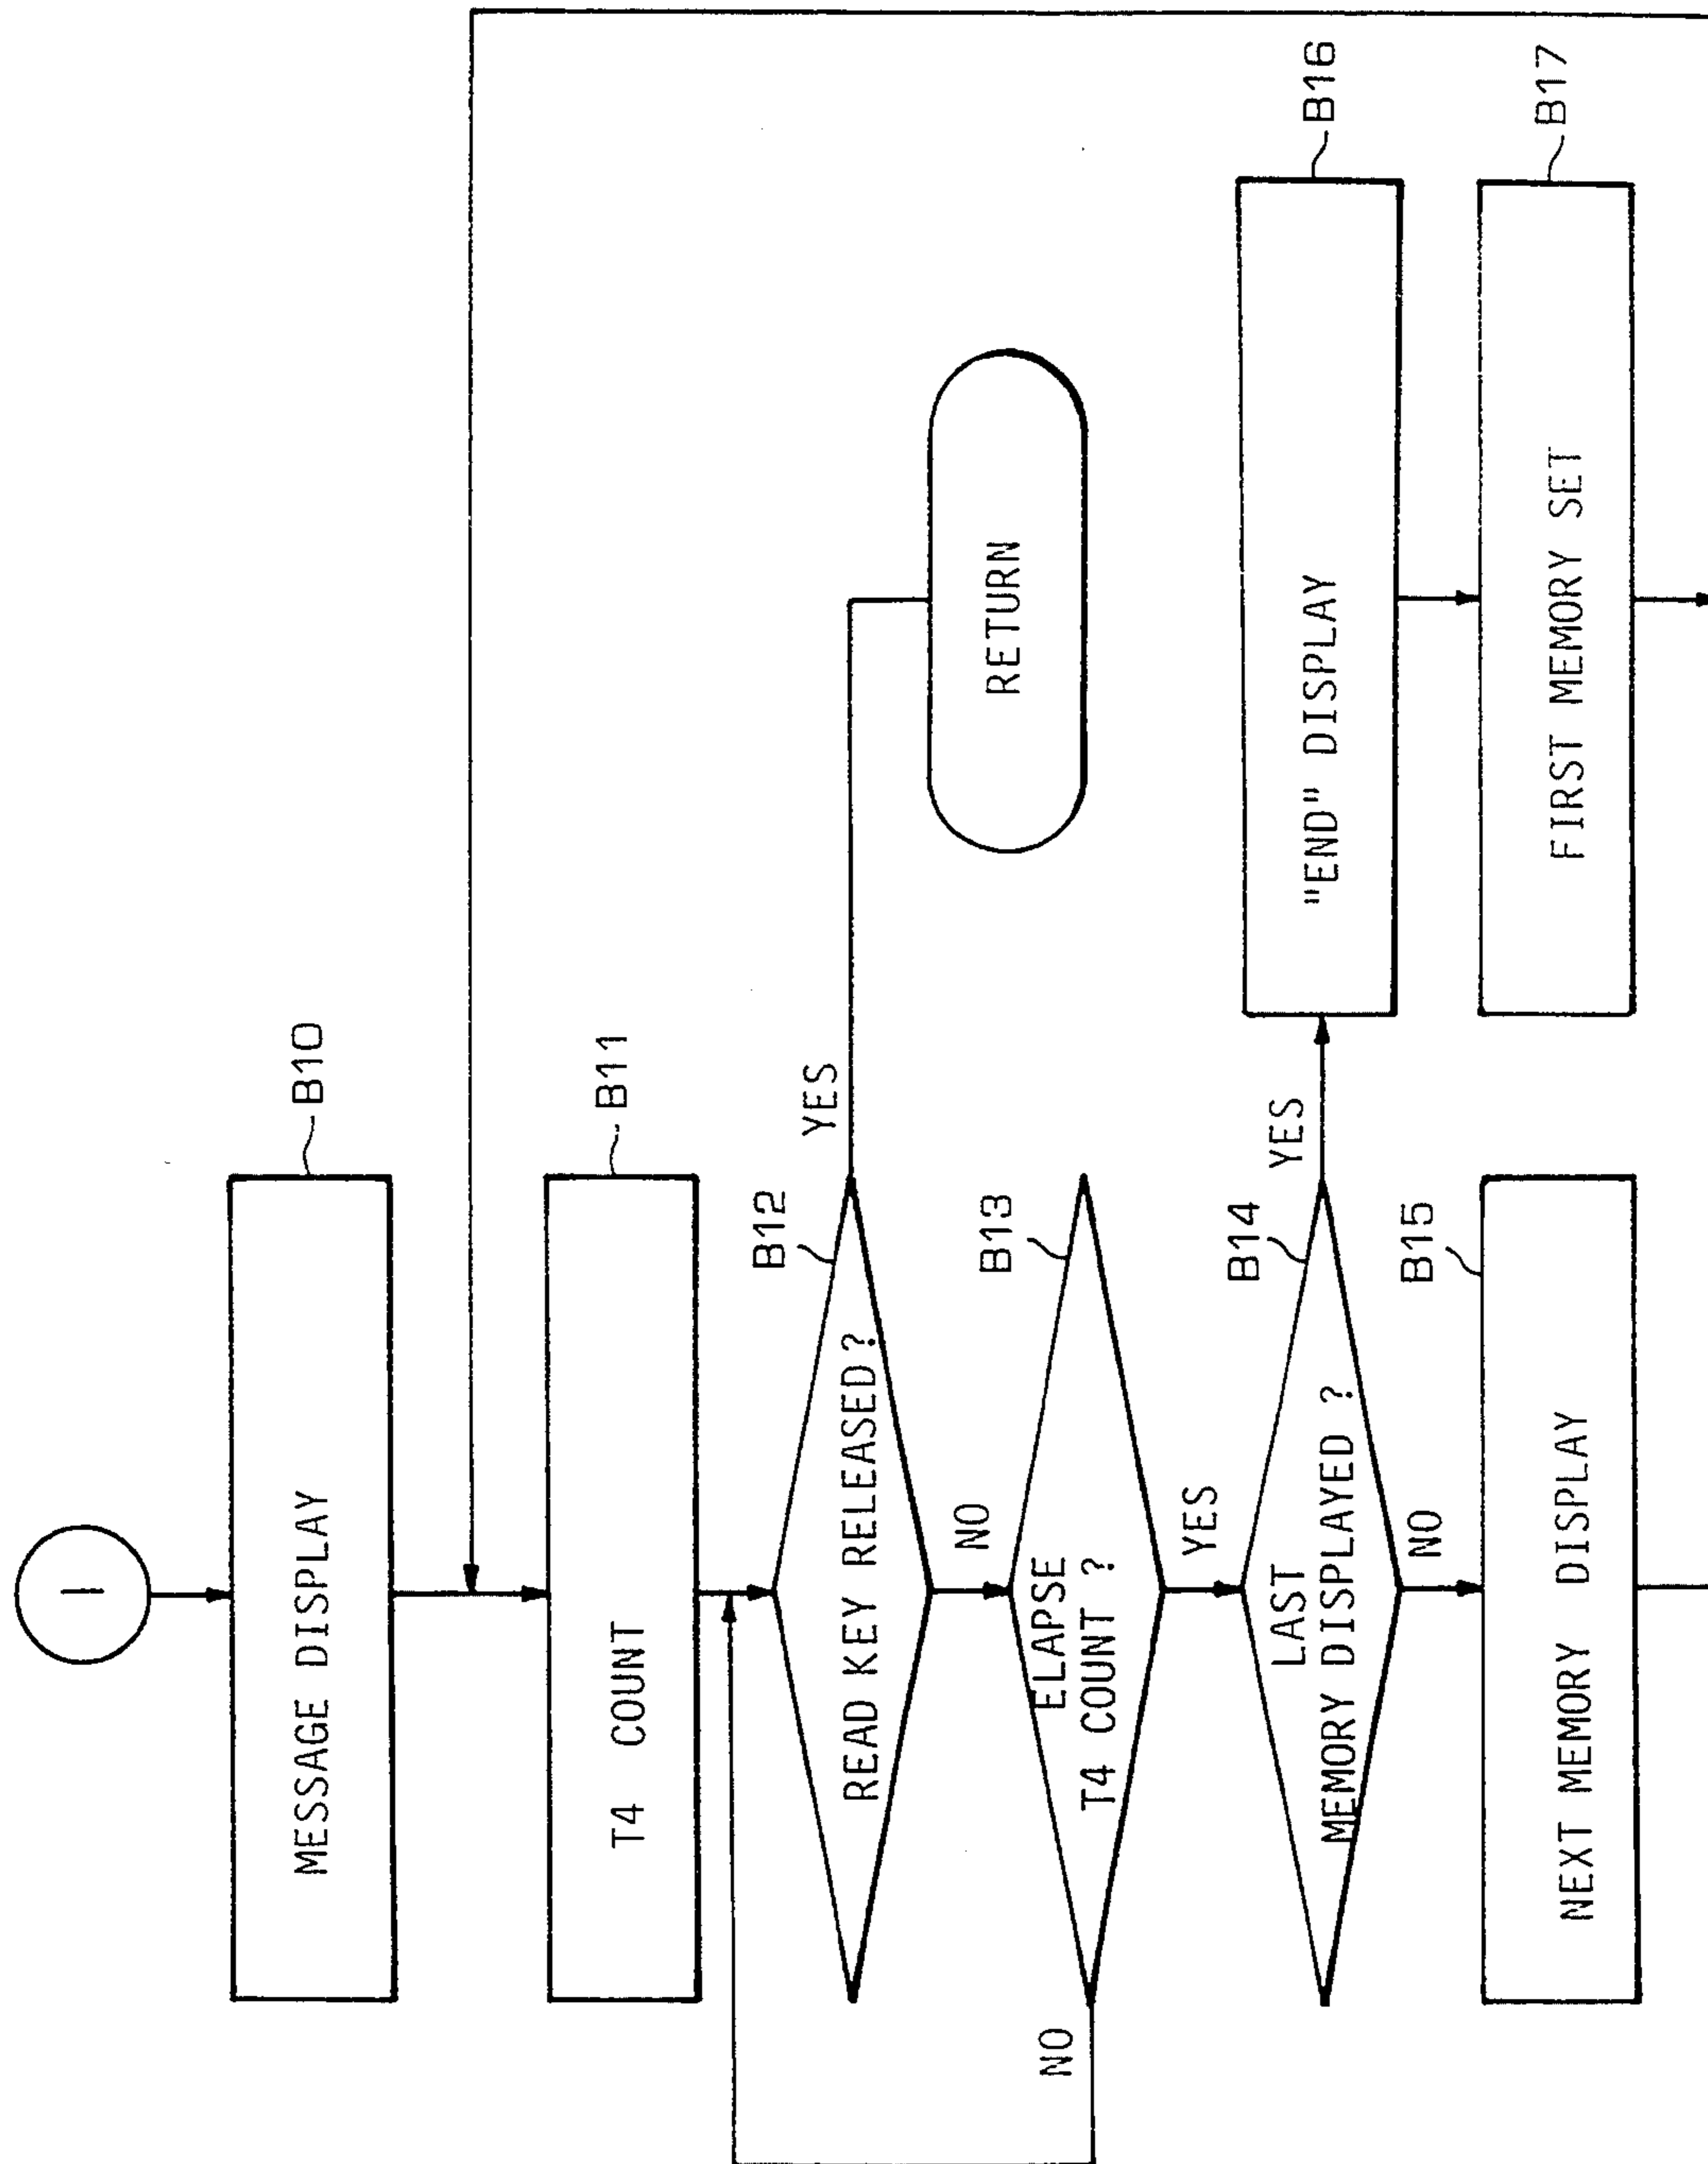 I
MESSAGE DISPLAY
B10
T4 COUNT
B11
READ KEY RELEASED?
B12
YES
RETURN
NO
ELAPSE
T4 COUNT ?
B13
NO
YES
LAST
MEMORY DISPLAYED ?
B14
YES
"END" DISPLAY
B16
NO
NEXT MEMORY DISPLAY
B15
FIRST MEMORY SET
B17